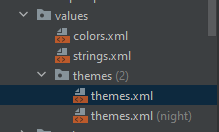 values
colors.xml
strings.xml
themes (2)
themes.xml
themes.xml (night)